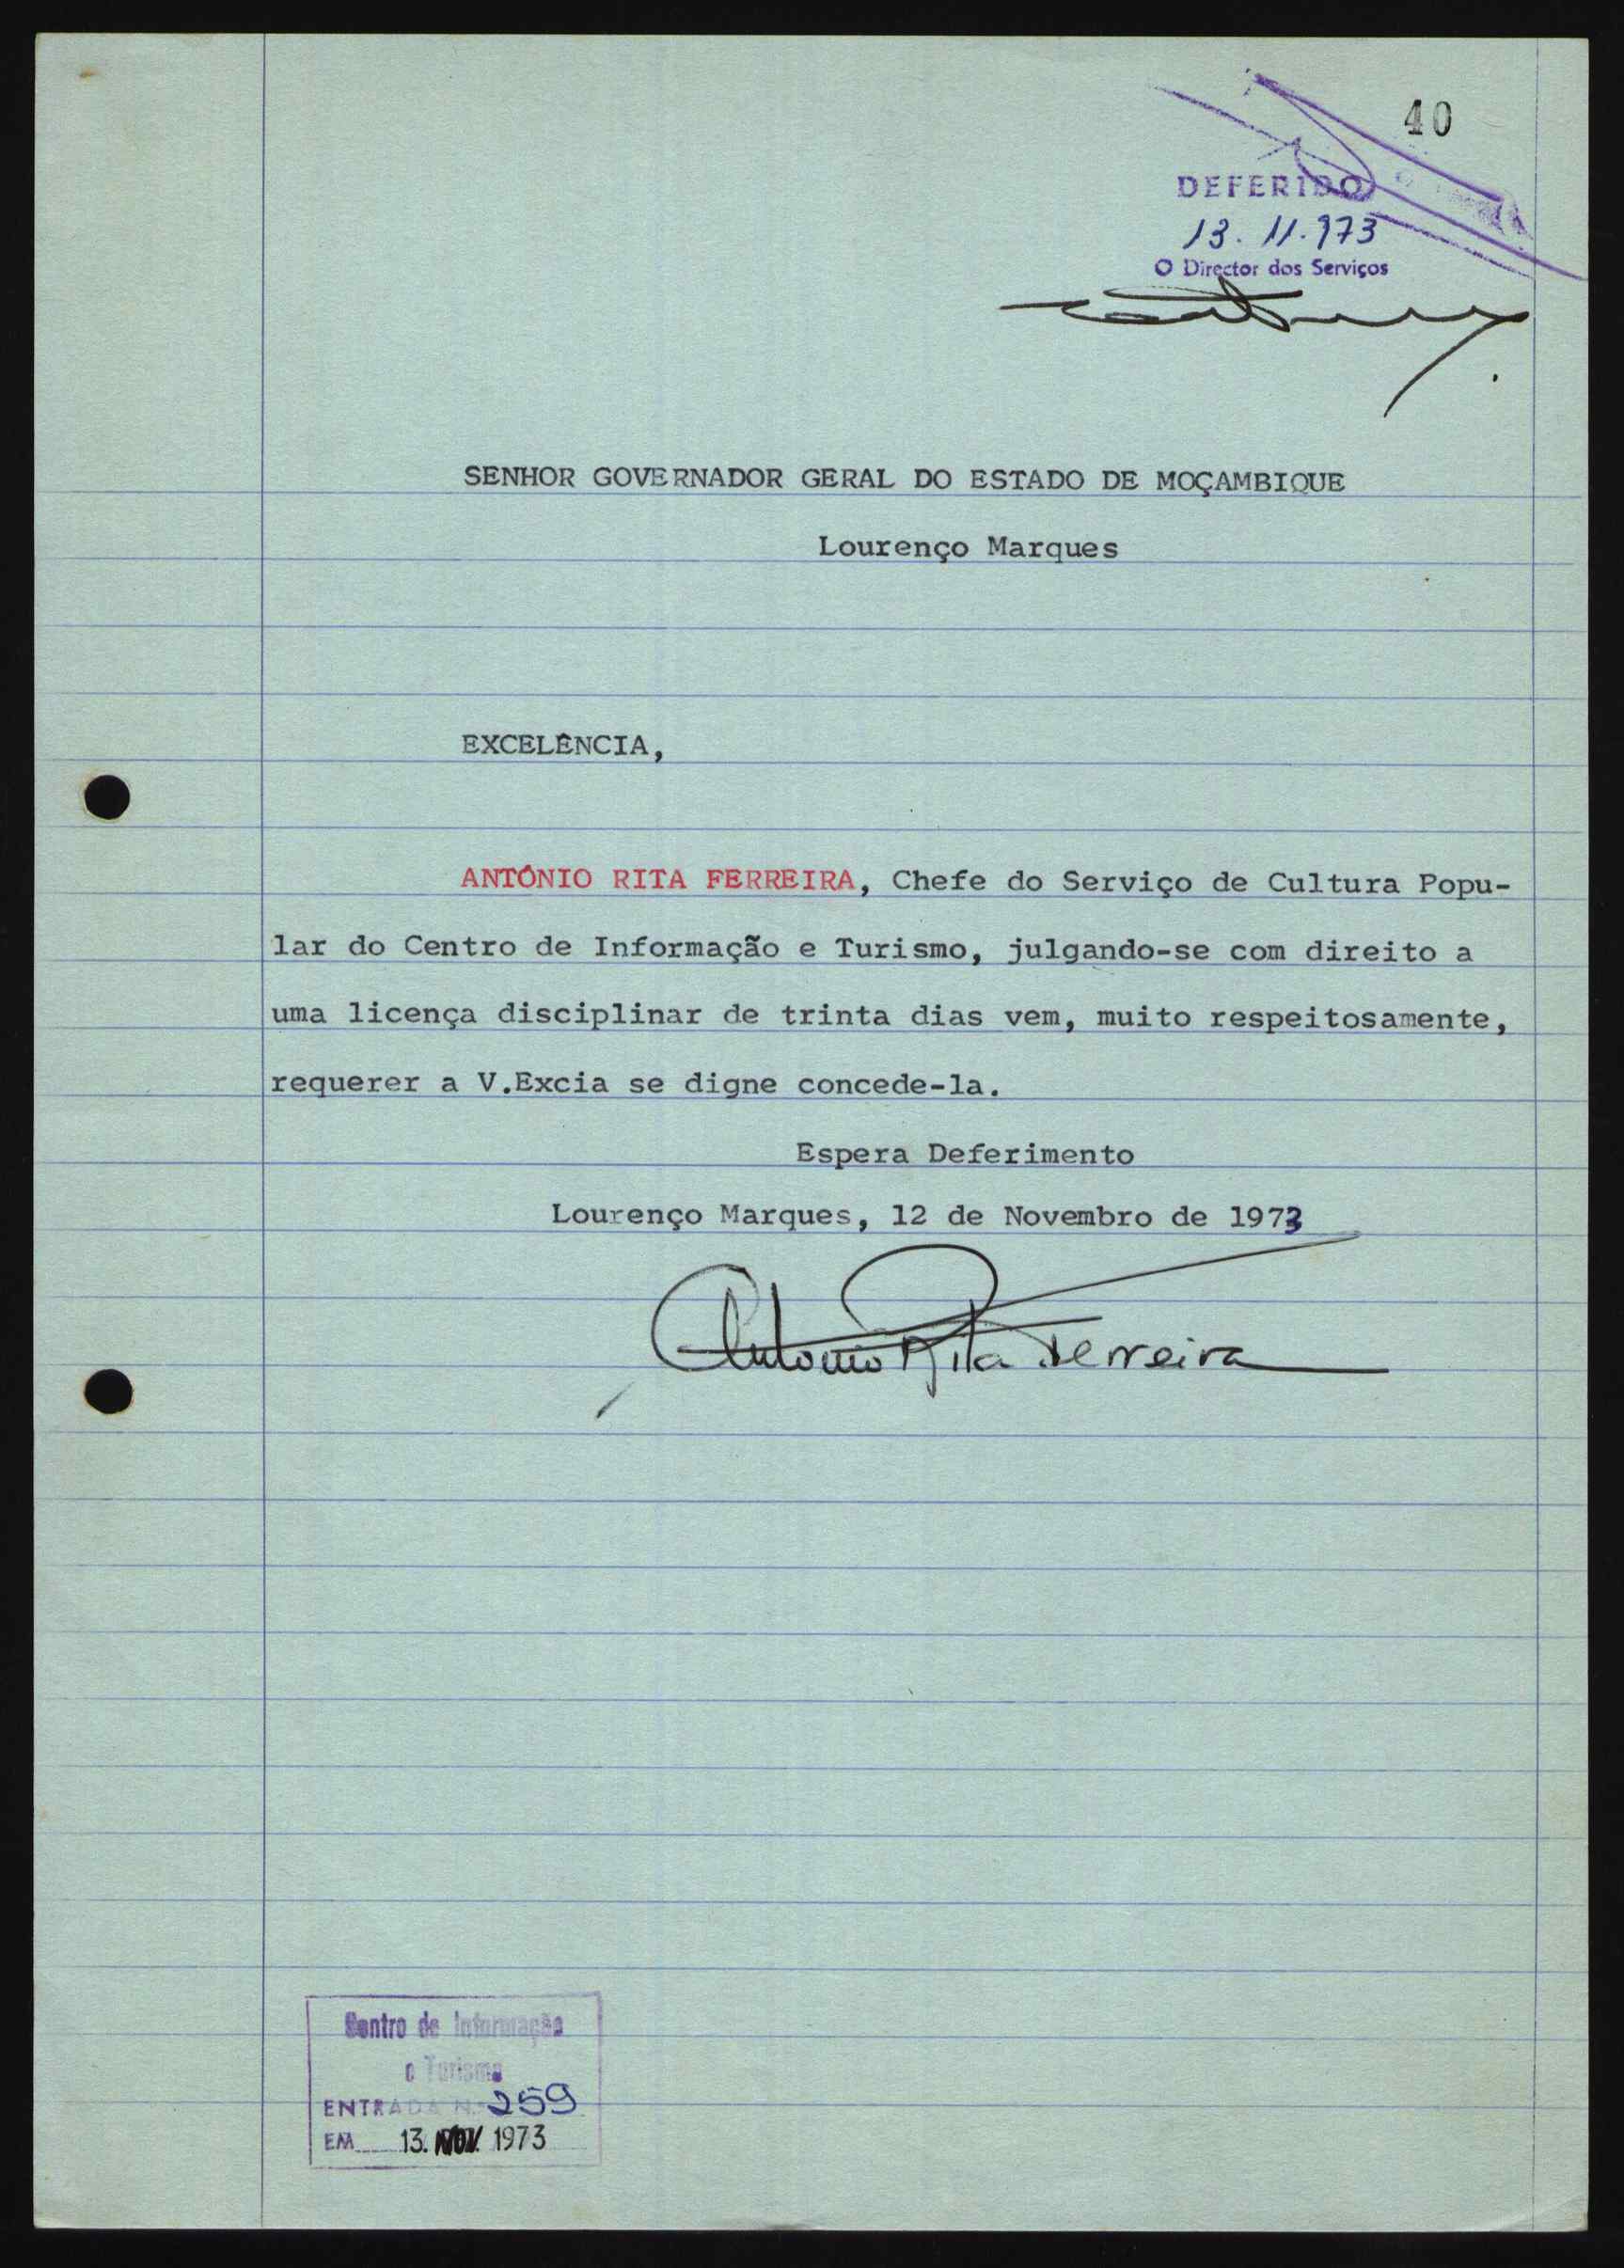 40
DEFERIDO
13. 11. 973
O Director dos Serviços
SENHOR GOVERNADOR GERAL DO ESTADO DE MOÇAMBIQUE
Lourenço Marques
EXCELÊNCIA,
ANTÓNIO RITA FERREIRA, Chefe do Serviço de Cultura Popu-
lar do Centro de Informação e Turismo, julgando-se com direito a
uma licença disciplinar de trinta dias vem, muito respeitosamente,
requerer a V.Excia se digne concede-la.
Espera Deferimento
Lourenço Marques, 12 de Novembro de 1973
Antonio Rita Ferreira
Centro de Informação
e Turismo
ENTRADA N.º 259
EM 13. NOV. 1973